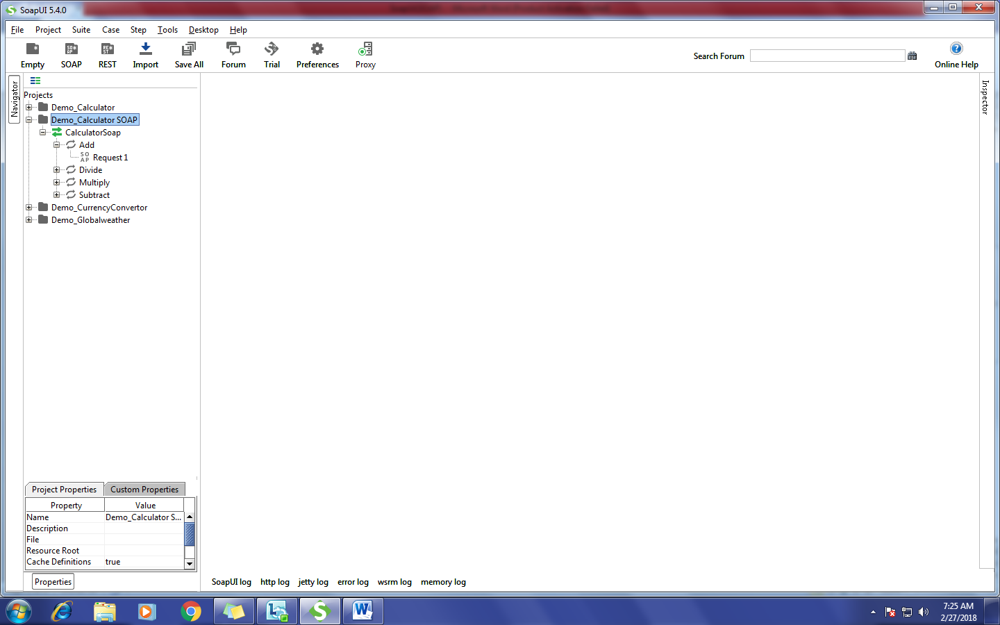 SoapUI 5.4.0
File Project Suite Case Step Tools Desktop Help
Empty SOAP REST Import Save All Forum Trial Preferences Proxy
Search Forum
Online Help
Navigator
Inspector
Projects
Demo_Calculator
Demo_Calculator SOAP
CalculatorSoap
Add
Request 1
Divide
Multiply
Subtract
Demo_CurrencyConvertor
Demo_Globalweather
Project Properties Custom Properties
Property Value
Name Demo_Calculator S...
Description
File
Resource Root
Cache Definitions true
Properties
SoapUI log http log jetty log error log wsrm log memory log
7:25 AM
2/27/2018